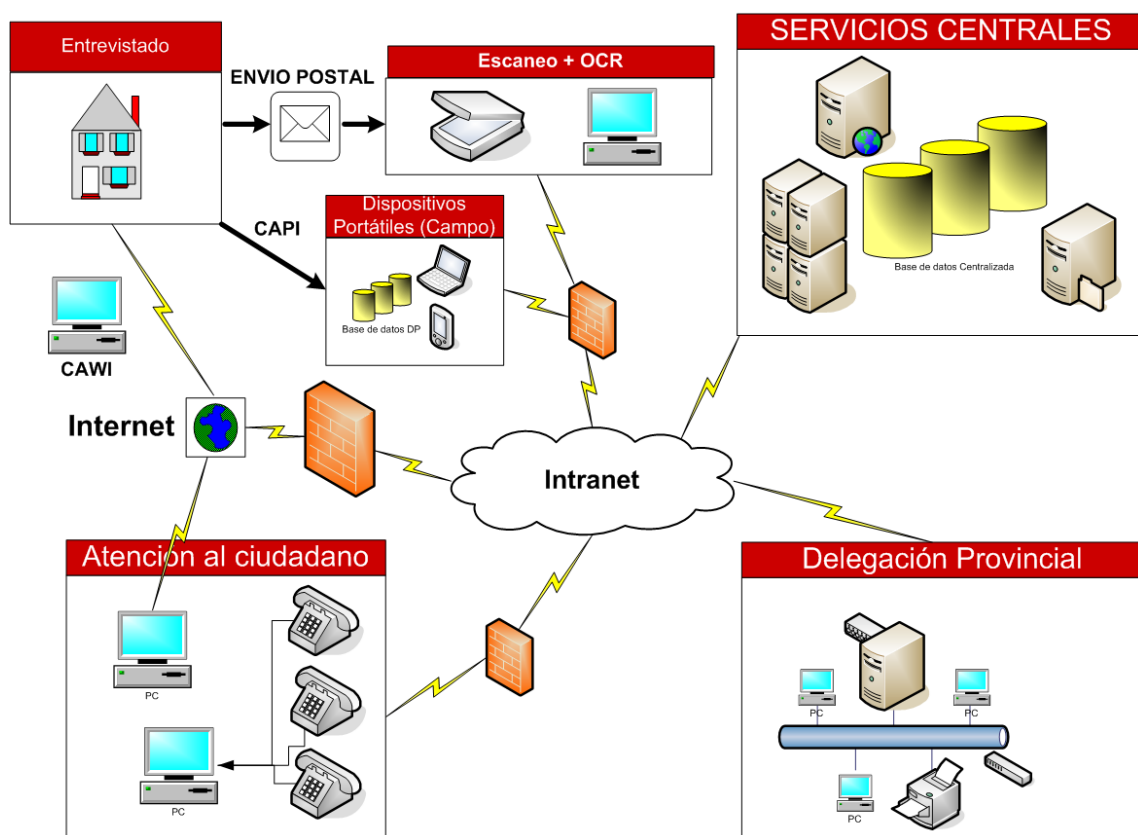 Entrevistado
ENVIO POSTAL
Escaneo + OCR
SERVICIOS CENTRALES
Base de datos Centralizada
CAPI
Dispositivos
Portátiles (Campo)
Base de datos DP
CAWI
Internet
Intranet
Atención al ciudadano
PC
PC
Delegación Provincial
PC
PC
PC